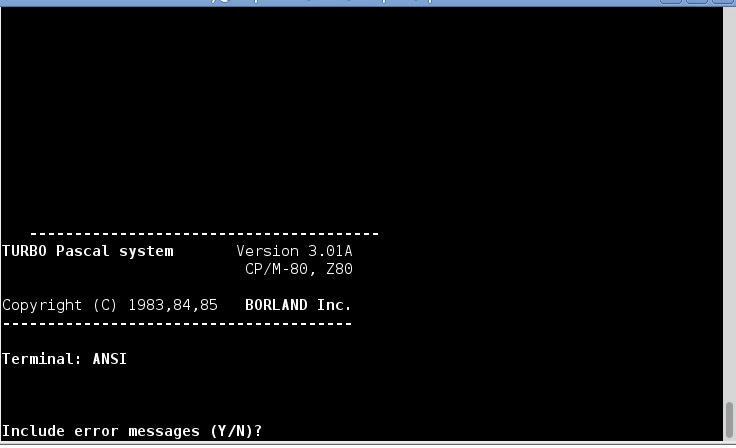 ---------------------------------------
TURBO Pascal system Version 3.01A
CP/M-80, Z80
Copyright (C) 1983,84,85 BORLAND Inc.
---------------------------------------
Terminal: ANSI
Include error messages (Y/N)?